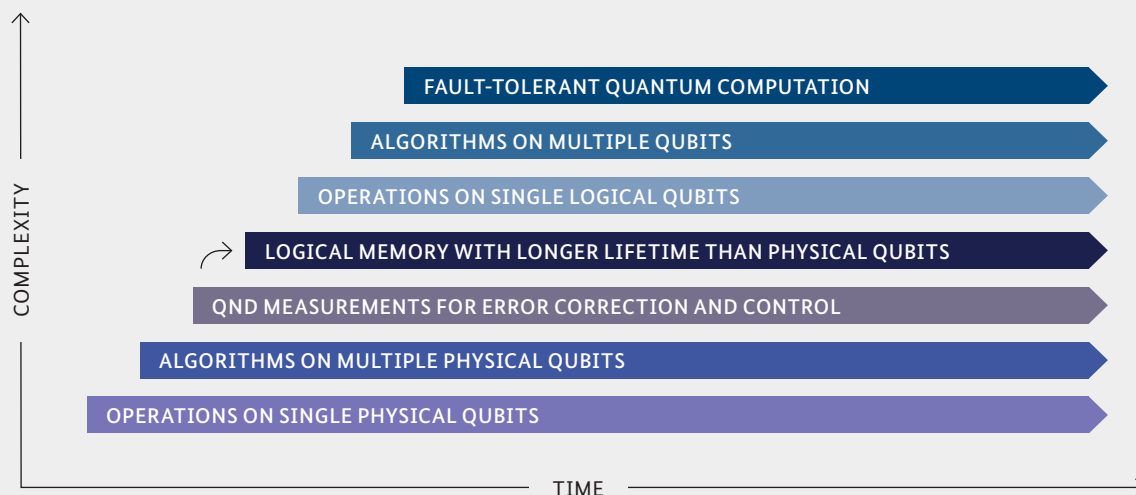 FAULT-TOLERANT QUANTUM COMPUTATION
ALGORITHMS ON MULTIPLE QUBITS
OPERATIONS ON SINGLE LOGICAL QUBITS
LOGICAL MEMORY WITH LONGER LIFETIME THAN PHYSICAL QUBITS
QND MEASUREMENTS FOR ERROR CORRECTION AND CONTROL
ALGORITHMS ON MULTIPLE PHYSICAL QUBITS
OPERATIONS ON SINGLE PHYSICAL QUBITS
COMPLEXITY
TIME